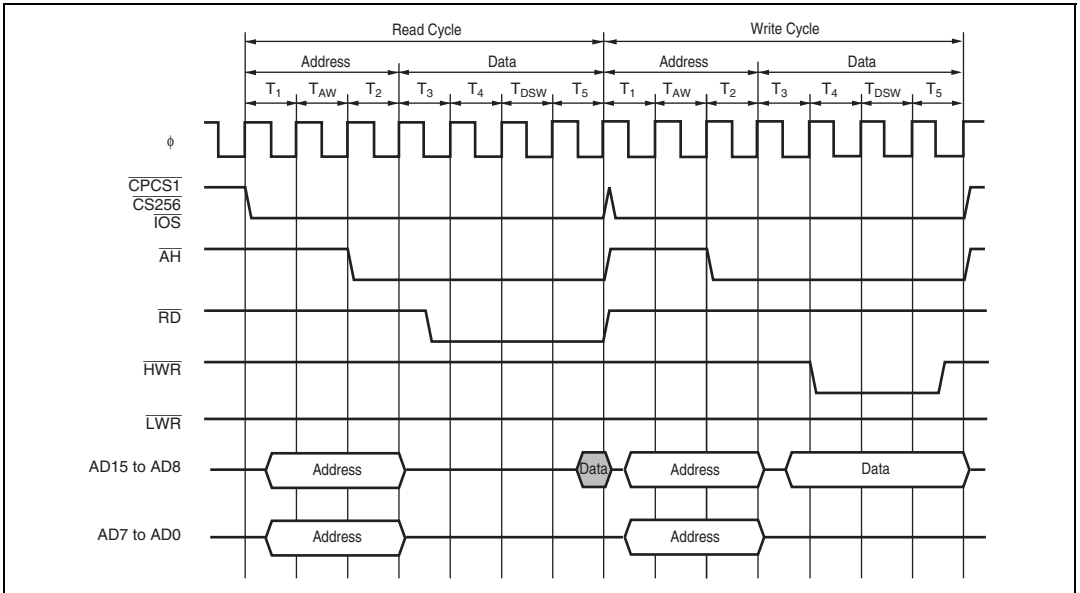 Read Cycle Write Cycle
Address Data Address Data
T1 TAW T2 T3 T4 TDSW T5 T1 TAW T2 T3 T4 TDSW T5
ϕ
CPCS1
CS256
IOS
AH
RD
HWR
LWR
AD15 to AD8 Address Data Address Data
AD7 to AD0 Address Address